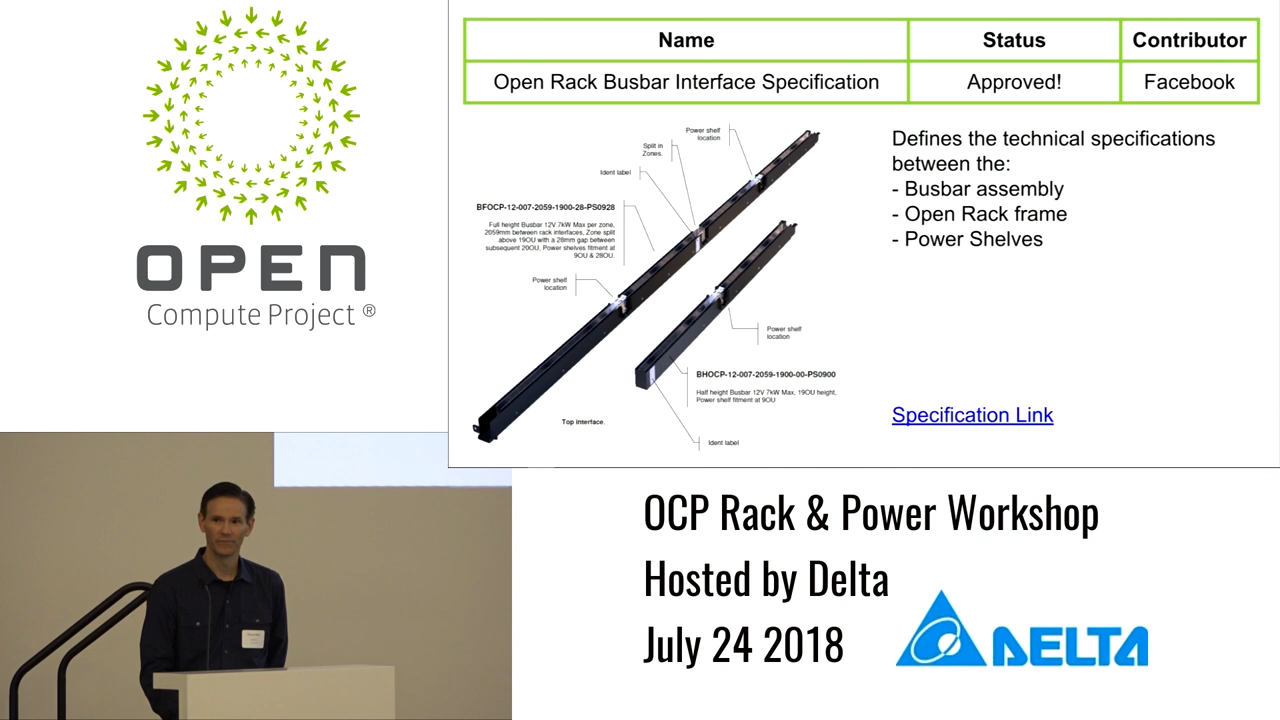 OPEN
Compute Project ®
Name Status Contributor
Open Rack Busbar Interface Specification Approved! Facebook
Power shelf
location
Split in
Zones.
Ident label
BFOCP-12-007-2059-1900-28-PS0928
Full height Busbar 12V 7kW Max per zone,
2059mm between rack interfaces, Zone split
above 19OU with a 28mm gap between
subsequent 20OU, Power shelves fitment at
9OU & 28OU.
Power shelf
location
Power shelf
location
BHOCP-12-007-2059-1900-00-PS0900
Half height Busbar 12V 7kW Max, 19OU height,
Power shelf fitment at 9OU
Top interface.
Ident label
Defines the technical specifications
between the:
- Busbar assembly
- Open Rack frame
- Power Shelves
Specification Link
OCP Rack & Power Workshop
Hosted by Delta
July 24 2018
DELTA